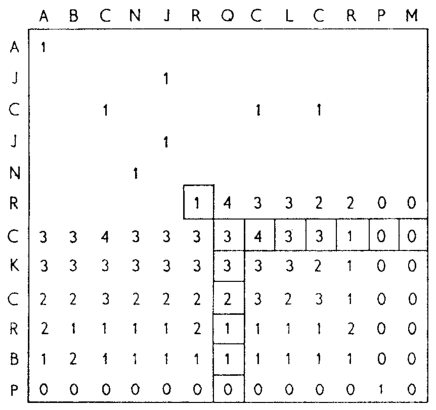 A B C N J R Q C L C R P M
A 1
J 1
C 1 1 1
J 1
N 1
R 1 4 3 3 2 2 0 0
C 3 3 4 3 3 3 3 4 3 3 1 0 0
K 3 3 3 3 3 3 3 3 3 2 1 0 0
C 2 2 3 2 2 2 2 3 2 3 1 0 0
R 2 1 1 1 1 2 1 1 1 1 2 0 0
B 1 2 1 1 1 1 1 1 1 1 1 0 0
P 0 0 0 0 0 0 0 0 0 0 0 1 0